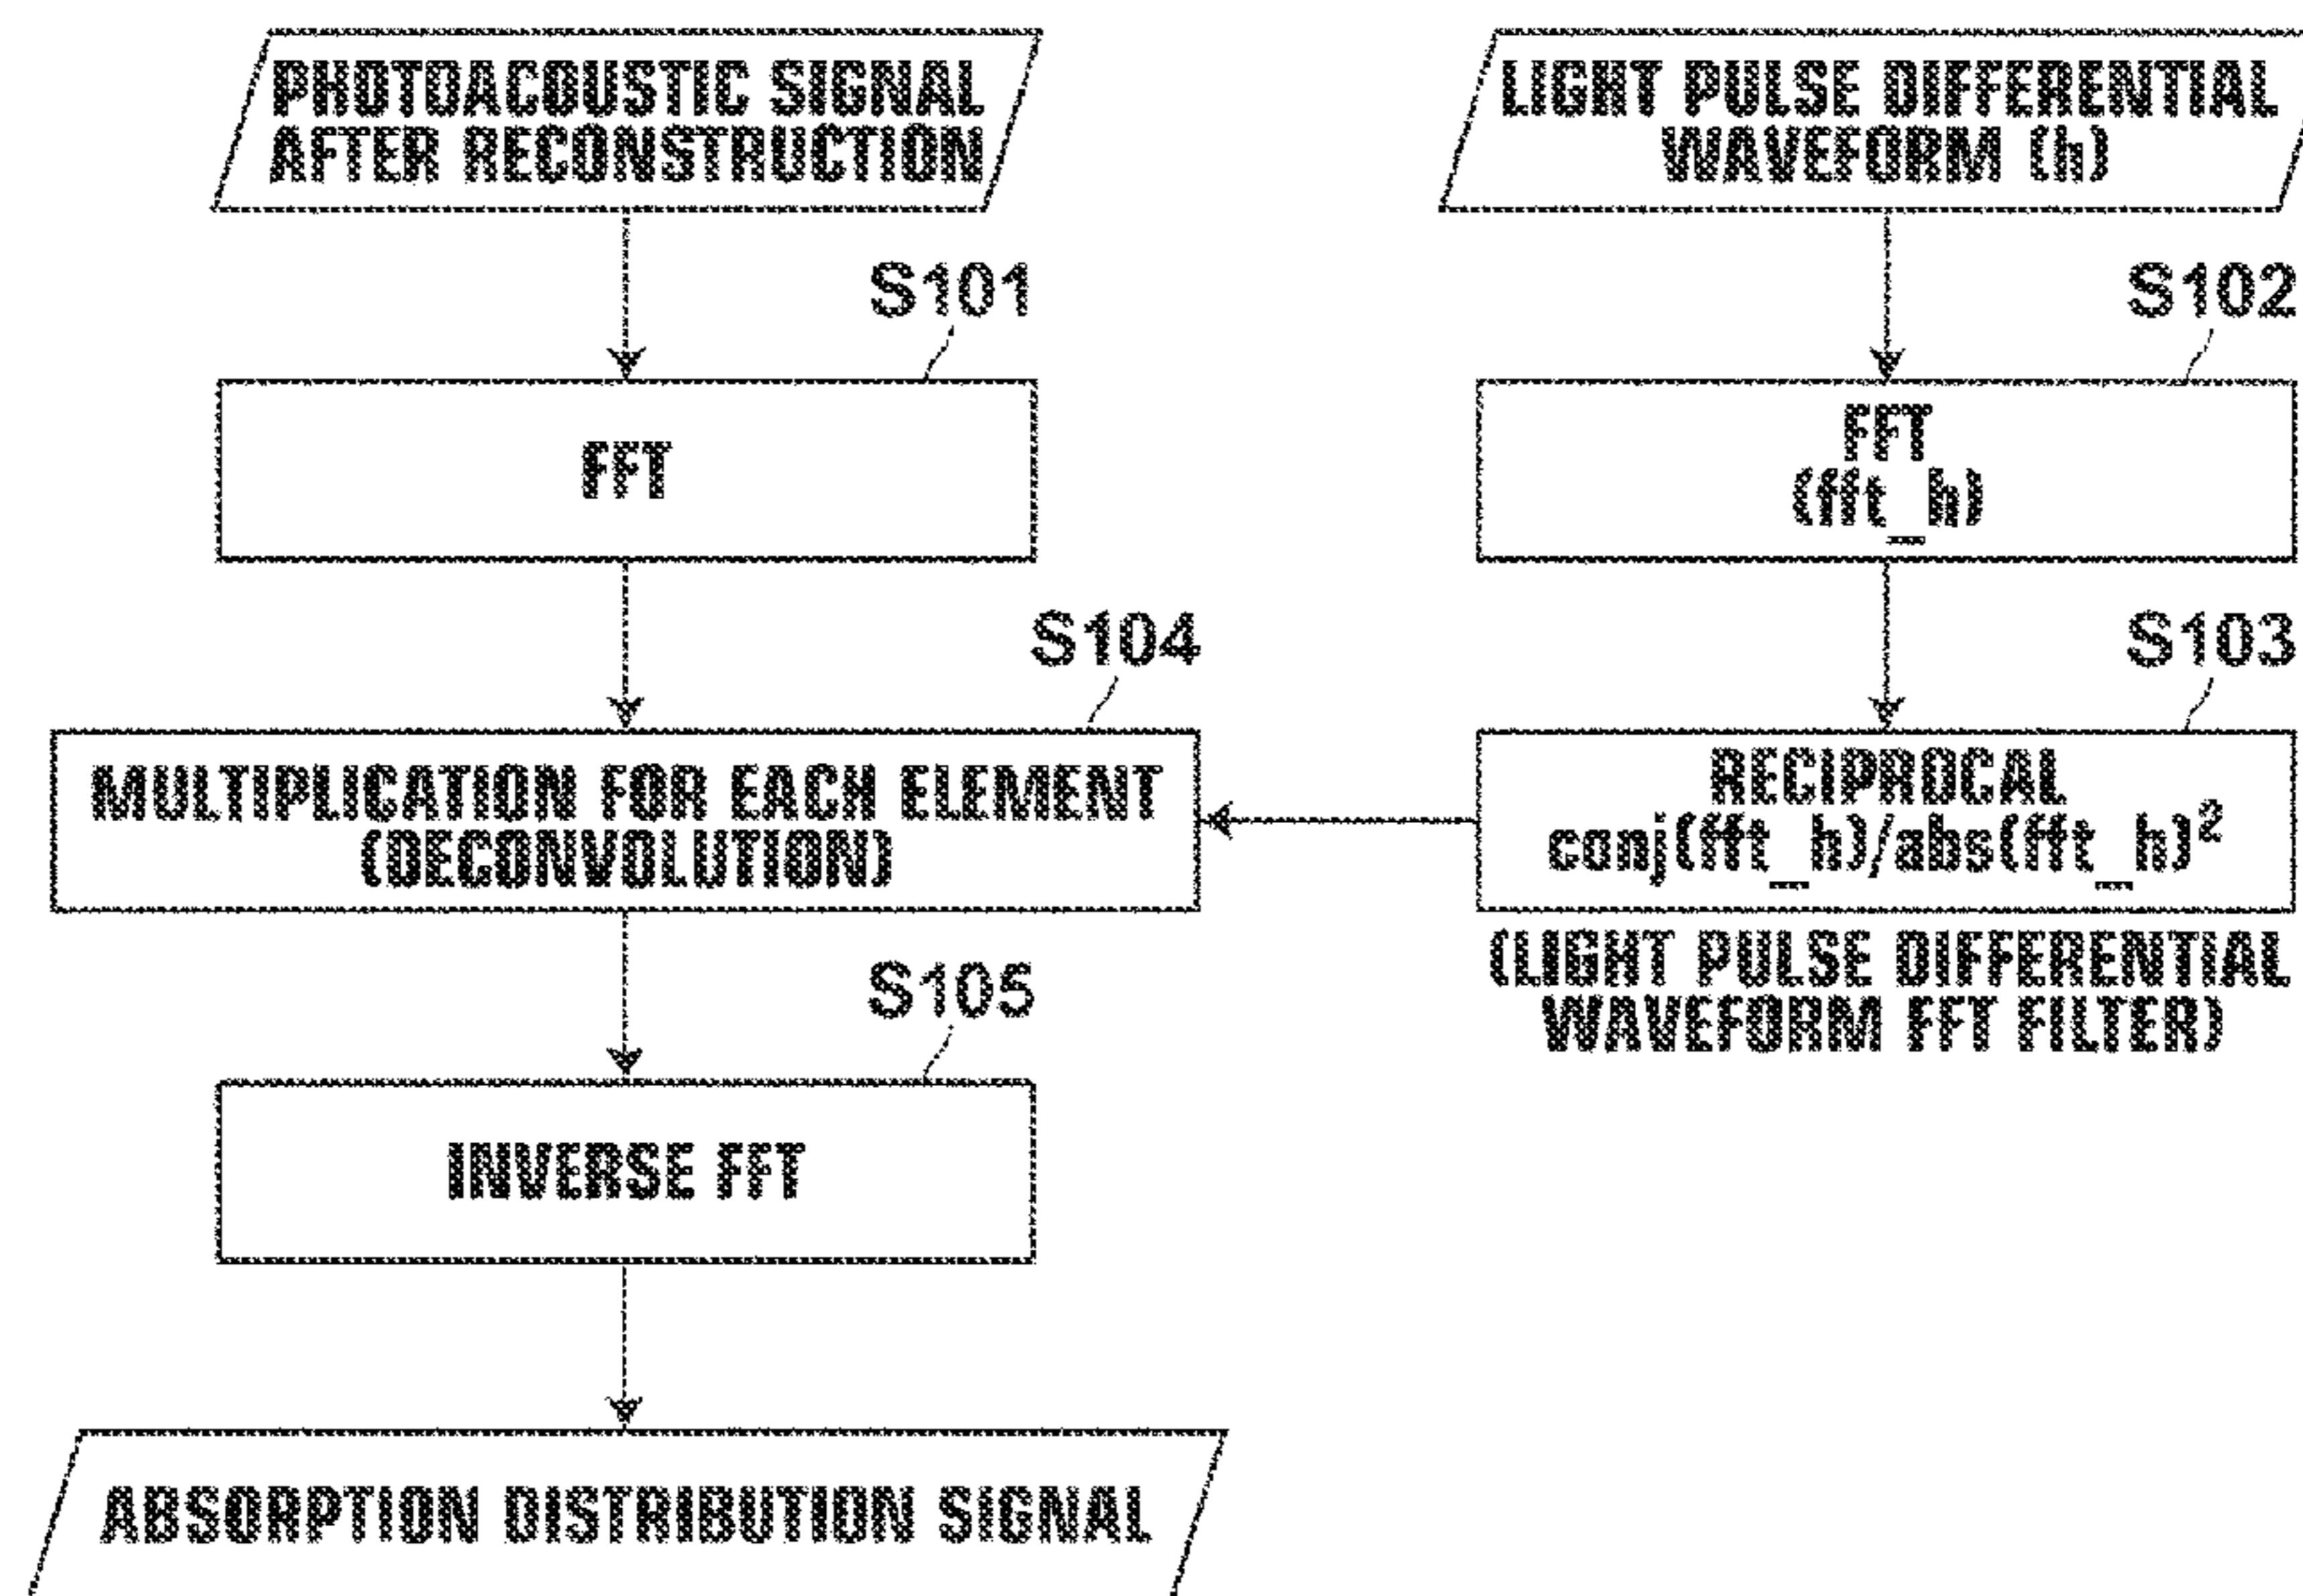 PHOTOACOUSTIC SIGNAL
AFTER RECONSTRUCTION
LIGHT PULSE DIFFERENTIAL
WAVEFORM (h)
S101
FFT
S102
FFT
(fft_h)
S104
MULTIPLICATION FOR EACH ELEMENT
(DECONVOLUTION)
S103
RECIPROCAL
conj(fft_h)/abs(fft_h)²
(LIGHT PULSE DIFFERENTIAL
WAVEFORM FFT FILTER)
S105
INVERSE FFT
ABSORPTION DISTRIBUTION SIGNAL